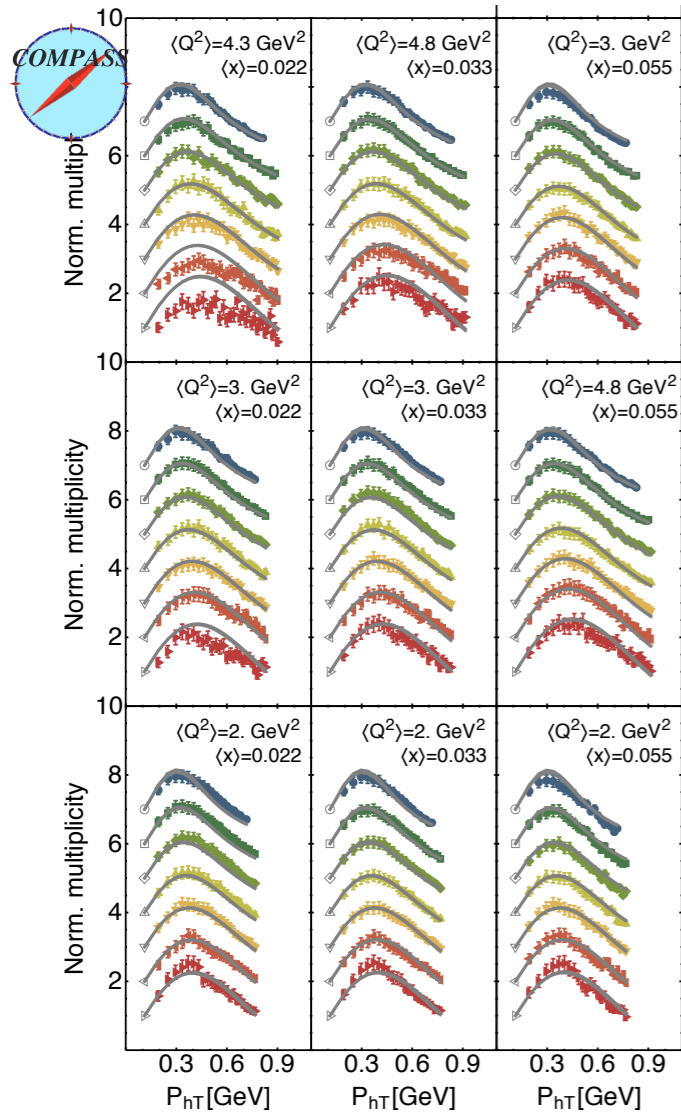 COMPASS
10
⟨Q²⟩=4.3 GeV²
⟨x⟩=0.022
⟨Q²⟩=4.8 GeV²
⟨x⟩=0.033
⟨Q²⟩=3. GeV²
⟨x⟩=0.055
8
6
4
2
Norm. multipl
10
⟨Q²⟩=3. GeV²
⟨x⟩=0.022
⟨Q²⟩=3. GeV²
⟨x⟩=0.033
⟨Q²⟩=4.8 GeV²
⟨x⟩=0.055
8
6
4
2
Norm. multiplicity
10
⟨Q²⟩=2. GeV²
⟨x⟩=0.022
⟨Q²⟩=2. GeV²
⟨x⟩=0.033
⟨Q²⟩=2. GeV²
⟨x⟩=0.055
8
6
4
2
Norm. multiplicity
0.3 0.6 0.9
0.3 0.6 0.9
0.3 0.6 0.9
P_hT[GeV]
P_hT[GeV]
P_hT[GeV]